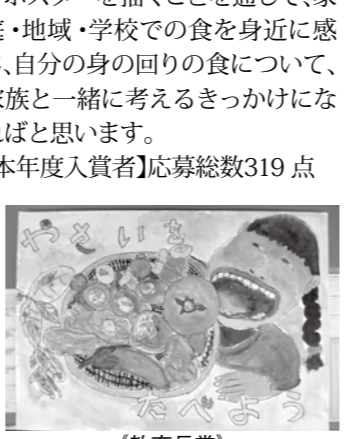 ポスターを描くことを通して、家
庭・地域・学校での食を身近に感
、自分の身の回りの食について、
家族と一緒に考えるきっかけにな
ればと思います。
本年度入賞者】応募総数319 点
やさいを
たべよう